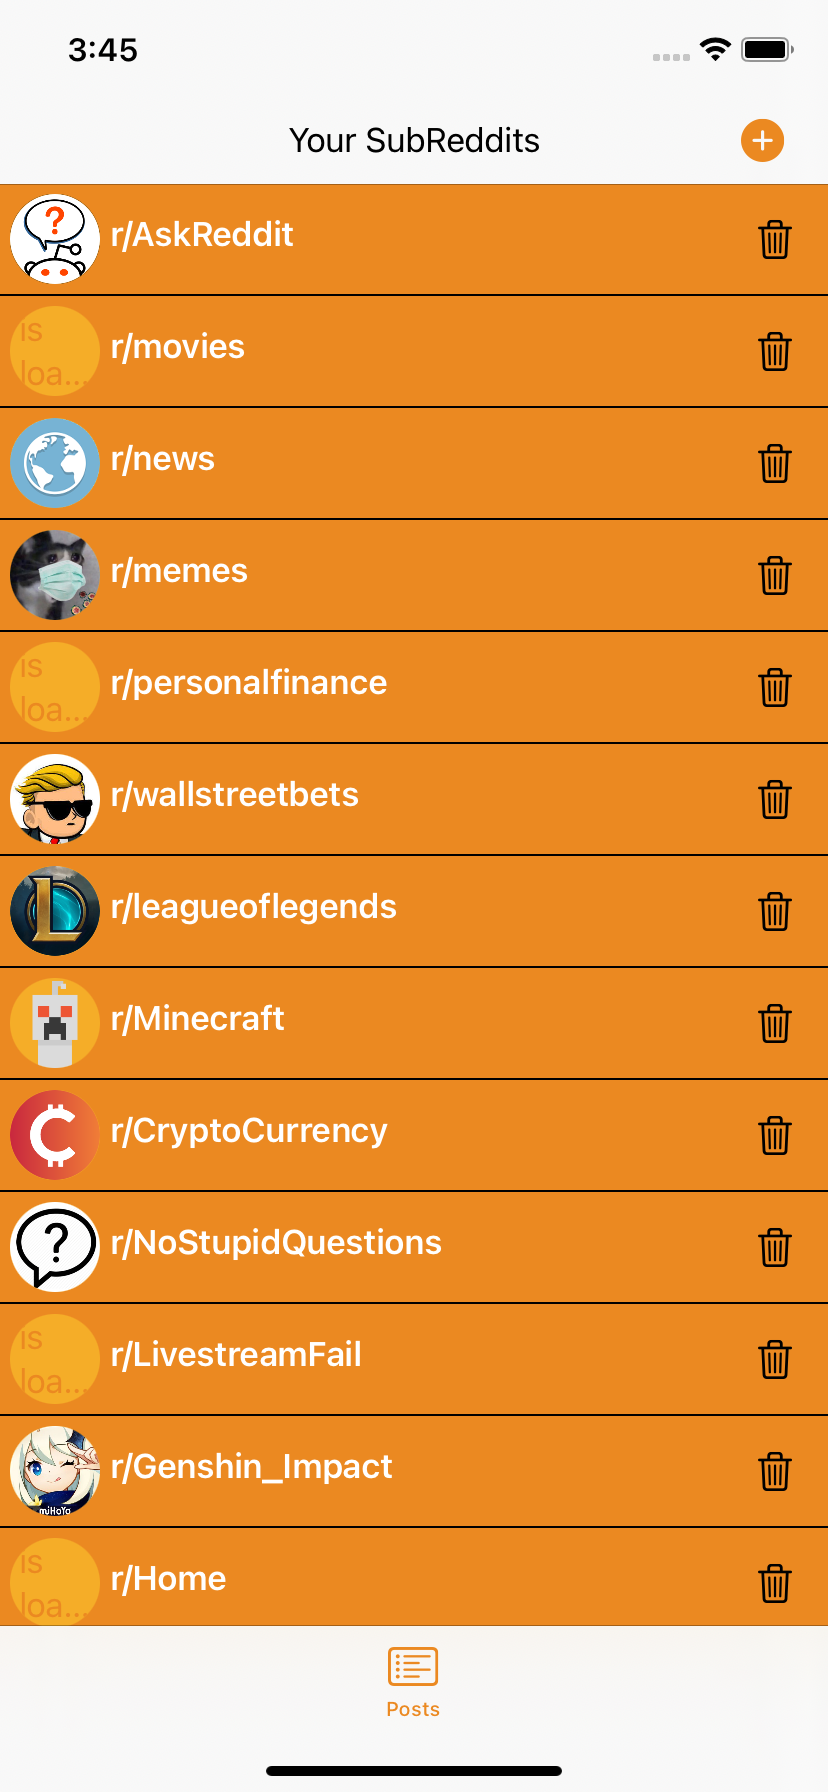 3:45
Your SubReddits
?
r/AskReddit
is
loa...
r/movies
r/news
r/memes
is
loa...
r/personalfinance
r/wallstreetbets
L
r/leagueoflegends
r/Minecraft
C
r/CryptoCurrency
?
r/NoStupidQuestions
is
loa...
r/LivestreamFail
miHoYo
r/Genshin_Impact
is
loa...
r/Home
Posts